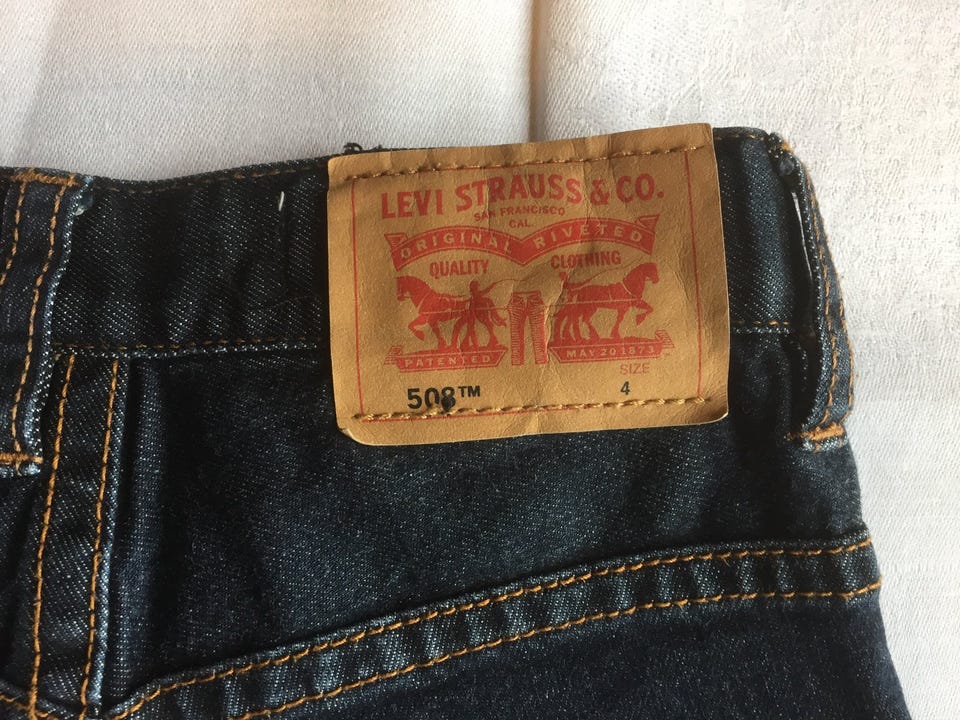 LEVI STRAUSS & CO.
SAN FRANCISCO
CAL.
ORIGINAL RIVETED
QUALITY CLOTHING
PATENTED MAY 20 1873
SIZE
508™ 4